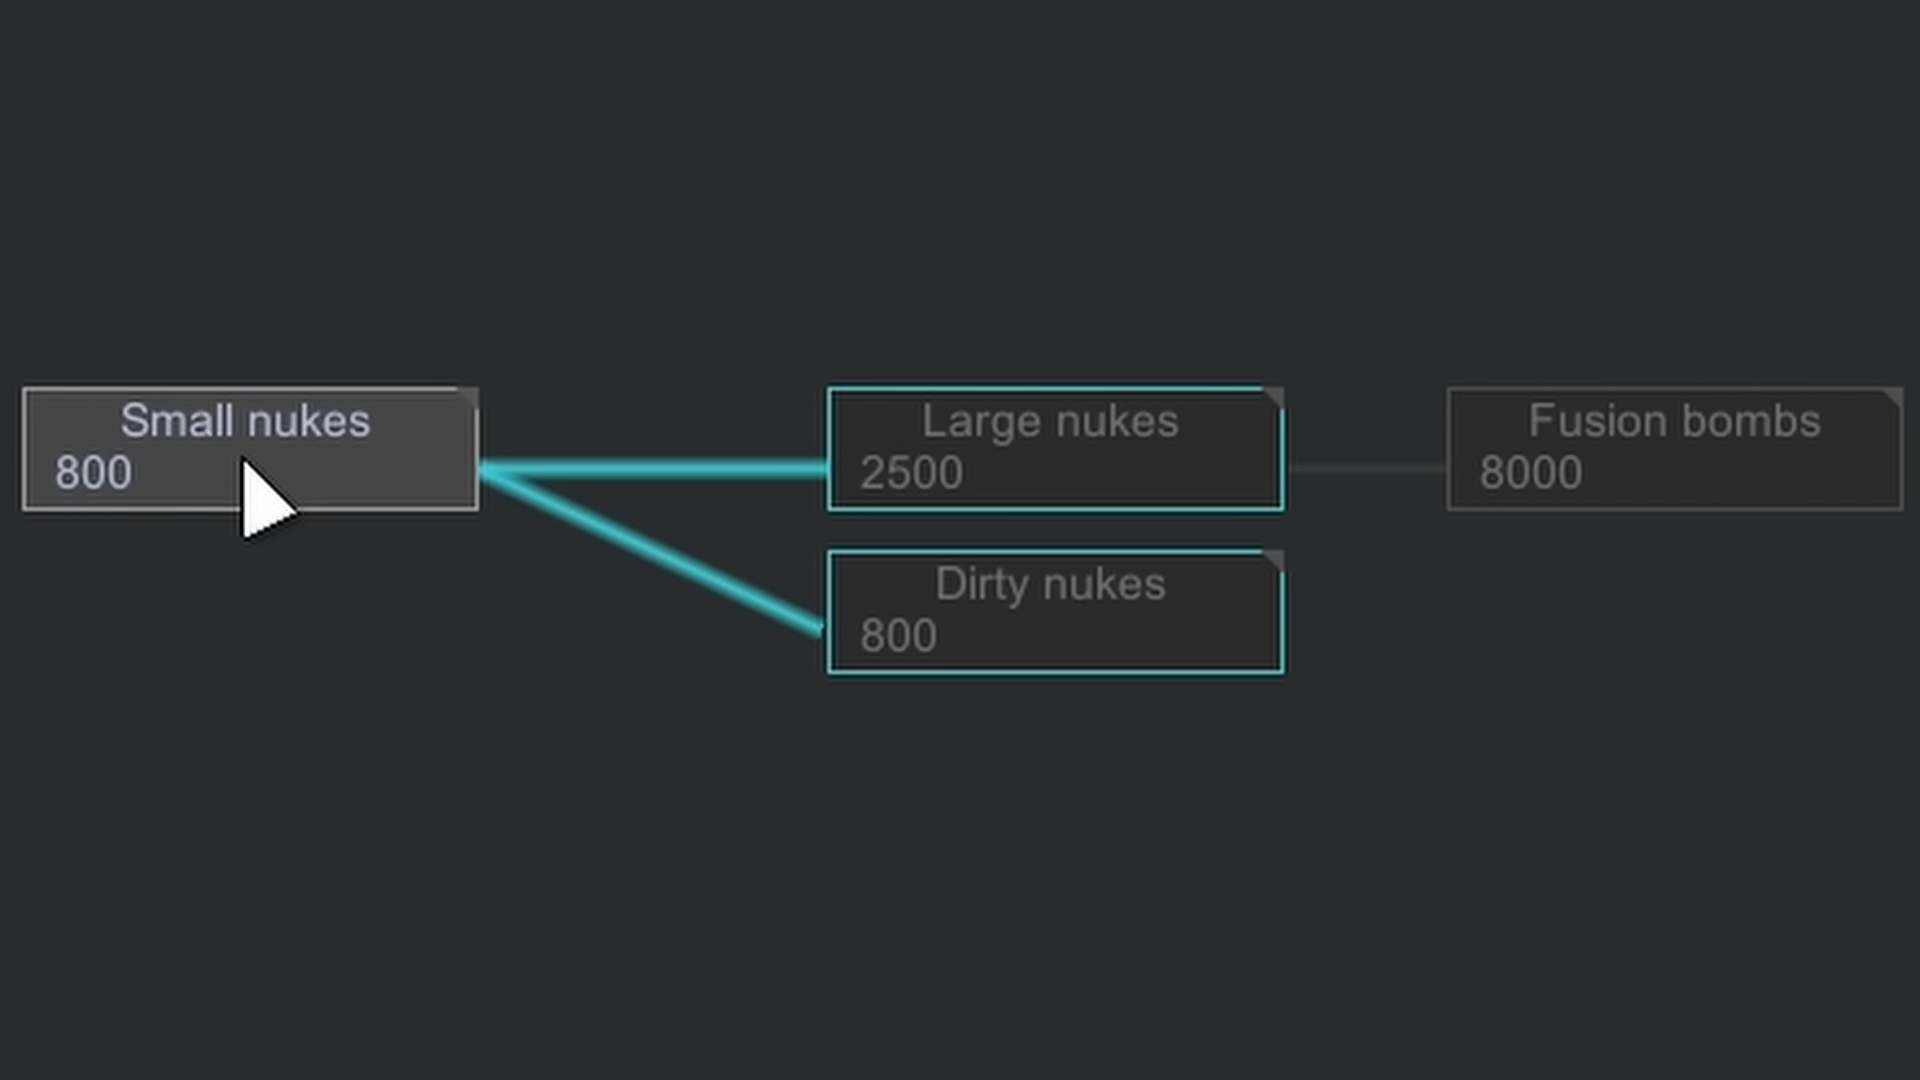 Small nukes
800
Large nukes
2500
Fusion bombs
8000
Dirty nukes
800